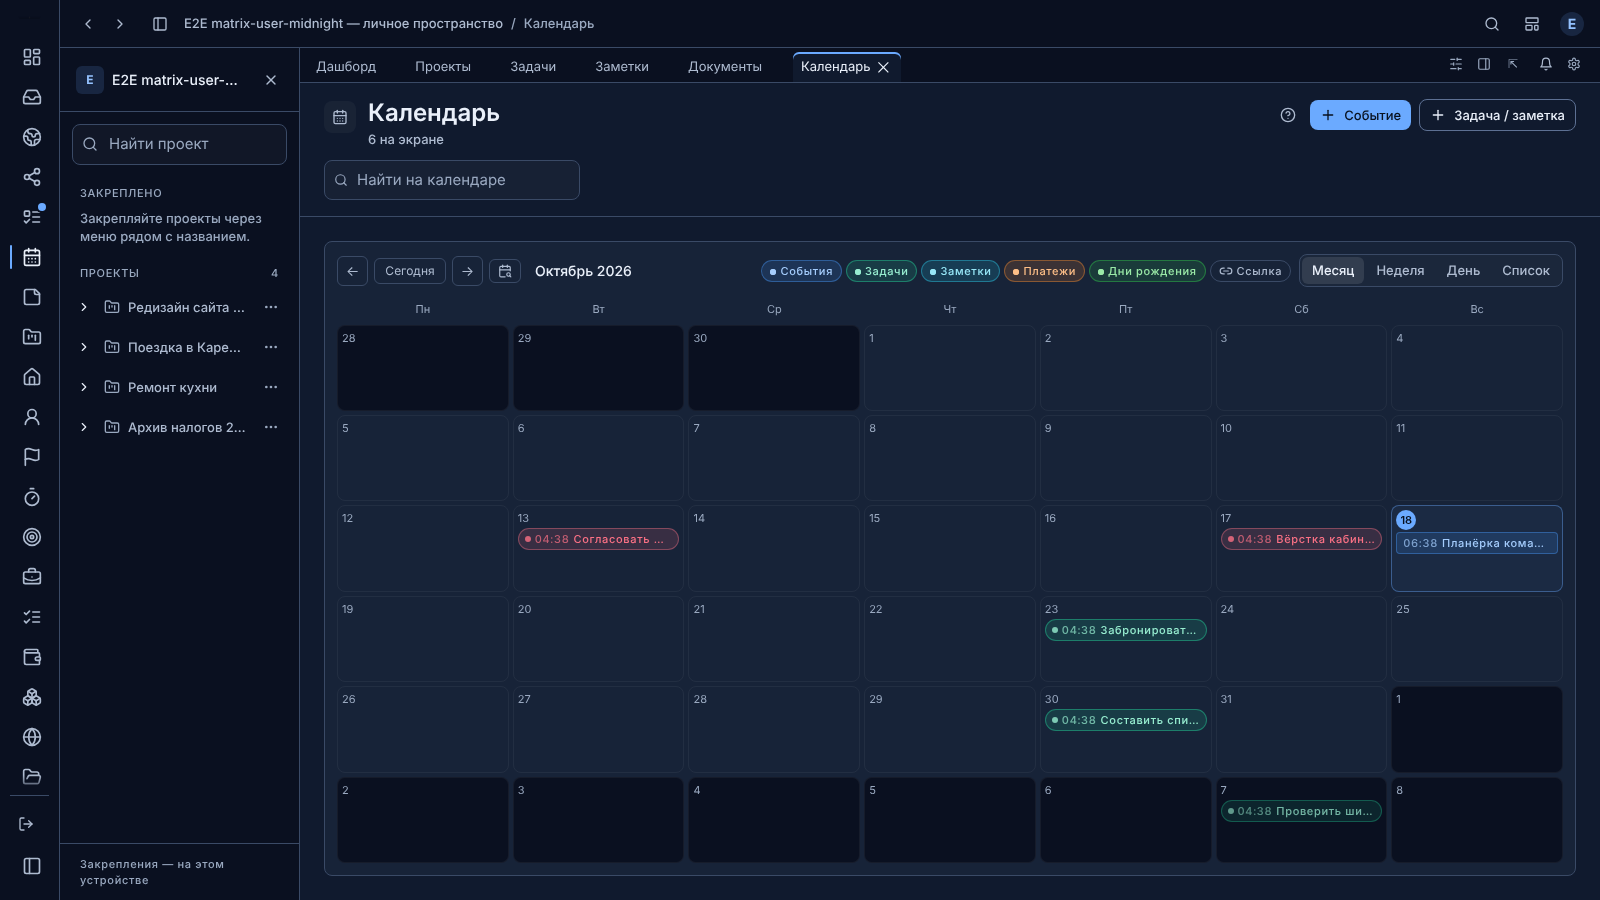 E2E matrix-user-midnight — личное пространство / Календарь
E
E
E2E matrix-user-...
Найти проект
ЗАКРЕПЛЕНО
Закрепляйте проекты через
меню рядом с названием.
ПРОЕКТЫ 4
Редизайн сайта ...
Поездка в Каре...
Ремонт кухни
Архив налогов 2...
Закрепления — на этом
устройстве
Дашборд Проекты Задачи Заметки Документы Календарь
Календарь
6 на экране
Событие
Задача / заметка
Найти на календаре
Сегодня
Октябрь 2026
События Задачи Заметки Платежи Дни рождения Ссылка
Месяц Неделя День Список
Пн Вт Ср Чт Пт Сб Вс
28 29 30 1 2 3 4
5 6 7 8 9 10 11
12 13 14 15 16 17 18
04:38 Согласовать ...
04:38 Вёрстка кабин...
06:38 Планёрка кома...
19 20 21 22 23 24 25
04:38 Забронироват...
26 27 28 29 30 31 1
04:38 Составить спи...
2 3 4 5 6 7 8
04:38 Проверить ши...